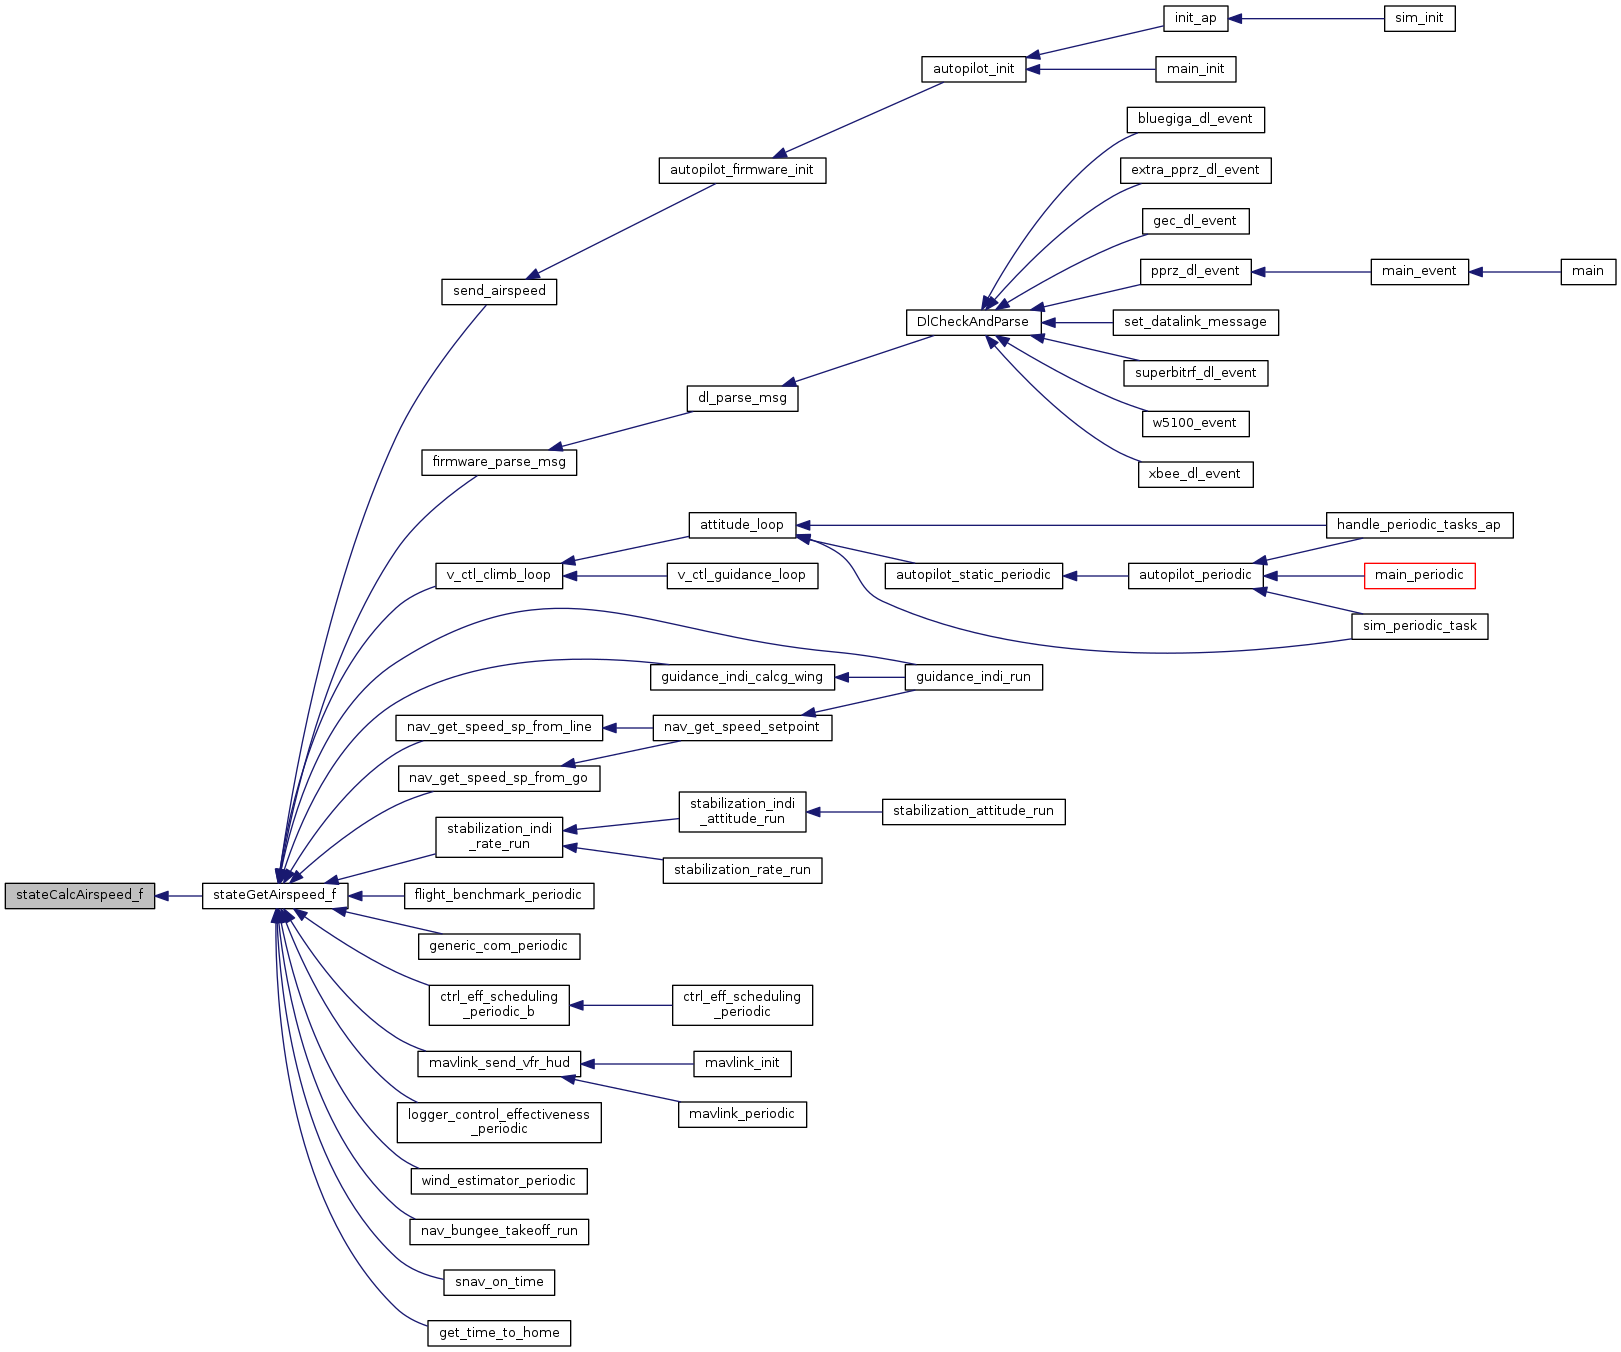 init_ap
sim_init
autopilot_init
main_init
bluegiga_dl_event
autopilot_firmware_init
extra_pprz_dl_event
gec_dl_event
pprz_dl_event
main_event
main
send_airspeed
DlCheckAndParse
set_datalink_message
superbitrf_dl_event
dl_parse_msg
w5100_event
firmware_parse_msg
xbee_dl_event
attitude_loop
handle_periodic_tasks_ap
v_ctl_climb_loop
v_ctl_guidance_loop
autopilot_static_periodic
autopilot_periodic
main_periodic
sim_periodic_task
guidance_indi_calcg_wing
guidance_indi_run
nav_get_speed_sp_from_line
nav_get_speed_setpoint
nav_get_speed_sp_from_go
stabilization_indi
_attitude_run
stabilization_attitude_run
stabilization_indi
_rate_run
stabilization_rate_run
stateCalcAirspeed_f
stateGetAirspeed_f
flight_benchmark_periodic
generic_com_periodic
ctrl_eff_scheduling
_periodic_b
ctrl_eff_scheduling
_periodic
mavlink_send_vfr_hud
mavlink_init
mavlink_periodic
logger_control_effectiveness
_periodic
wind_estimator_periodic
nav_bungee_takeoff_run
snav_on_time
get_time_to_home